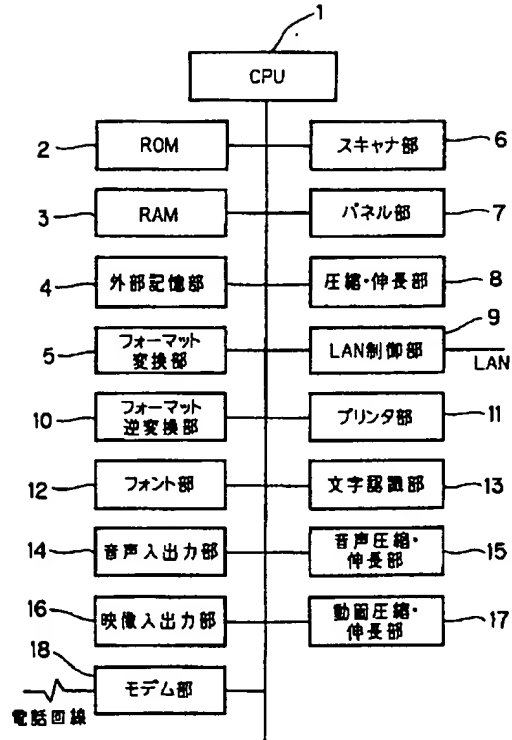 1
CPU
2
ROM
スキャナ部
6
3
RAM
パネル部
7
4
外部記憶部
圧縮・伸長部
8
5
フォーマット
変換部
LAN制御部
9
LAN
10
フォーマット
逆変換部
プリンタ部
11
12
フォント部
文字認識部
13
14
音声入出力部
音声圧縮・
伸長部
15
16
映像入出力部
動画圧縮・
伸長部
17
18
モデム部
電話回線